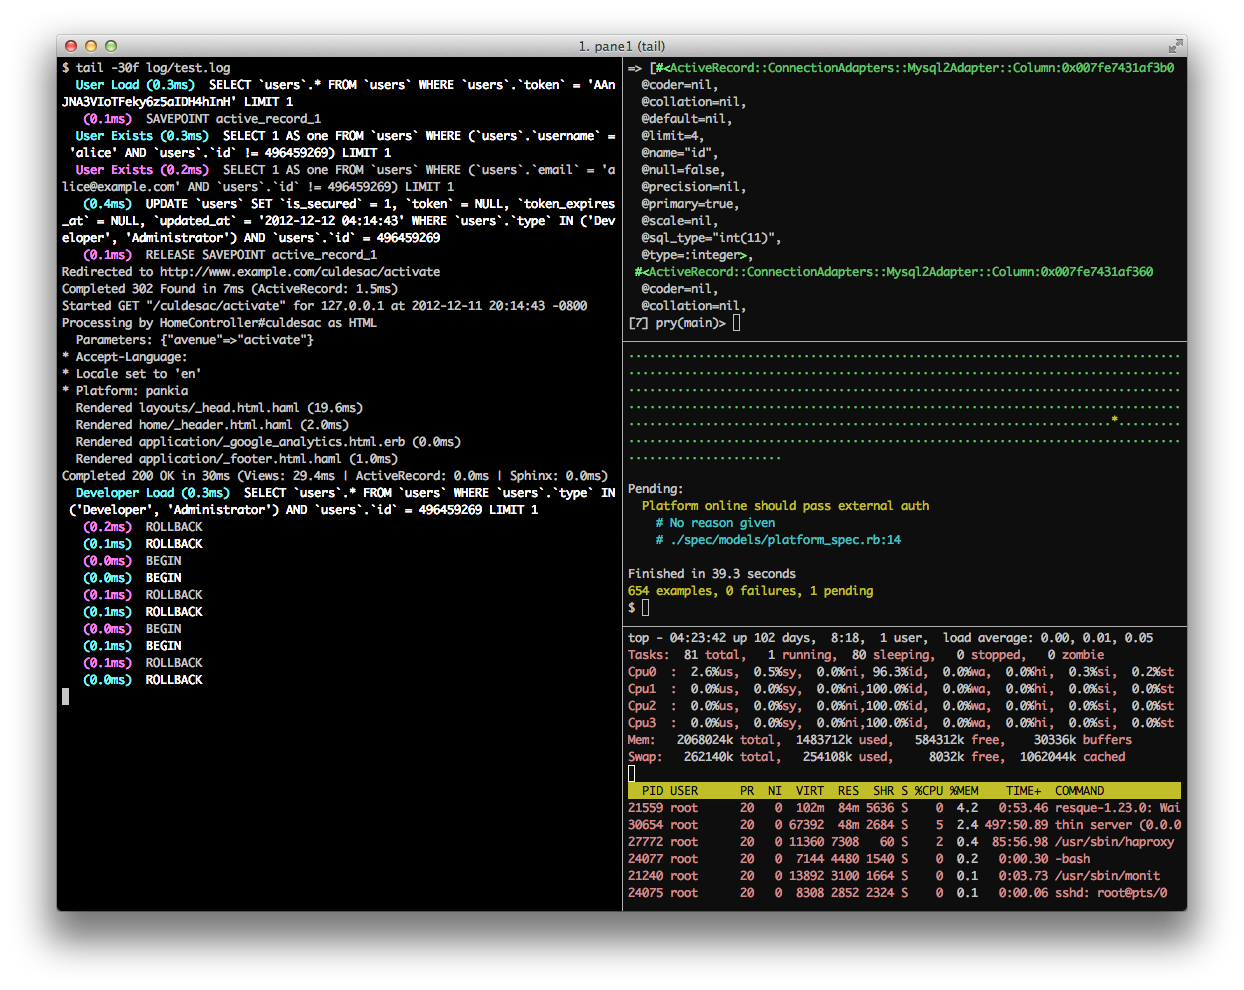 1. pane1 (tail)
$ tail -30f log/test.log
User Load (0.3ms)  SELECT `users`.* FROM `users` WHERE `users`.`token` = 'AAn
JNA3VIoTFeky6z5aIDH4hInH' LIMIT 1
(0.1ms)  SAVEPOINT active_record_1
User Exists (0.3ms)  SELECT 1 AS one FROM `users` WHERE (`users`.`username` =
'alice' AND `users`.`id` != 496459269) LIMIT 1
User Exists (0.2ms)  SELECT 1 AS one FROM `users` WHERE (`users`.`email` = 'a
lice@example.com' AND `users`.`id` != 496459269) LIMIT 1
(0.4ms)  UPDATE `users` SET `is_secured` = 1, `token` = NULL, `token_expires
_at` = NULL, `updated_at` = '2012-12-12 04:14:43' WHERE `users`.`type` IN ('Dev
eloper', 'Administrator') AND `users`.`id` = 496459269
(0.1ms)  RELEASE SAVEPOINT active_record_1
Redirected to http://www.example.com/culdesac/activate
Completed 302 Found in 7ms (ActiveRecord: 1.5ms)
Started GET "/culdesac/activate" for 127.0.0.1 at 2012-12-11 20:14:43 -0800
Processing by HomeController#culdesac as HTML
Parameters: {"avenue"=>"activate"}
* Accept-Language:
* Locale set to 'en'
* Platform: pankia
Rendered layouts/_head.html.haml (19.6ms)
Rendered home/_header.html.haml (2.0ms)
Rendered application/_google_analytics.html.erb (0.0ms)
Rendered application/_footer.html.haml (1.0ms)
Completed 200 OK in 30ms (Views: 29.4ms | ActiveRecord: 0.0ms | Sphinx: 0.0ms)
Developer Load (0.3ms)  SELECT `users`.* FROM `users` WHERE `users`.`type` IN
('Developer', 'Administrator') AND `users`.`id` = 496459269 LIMIT 1
(0.2ms)  ROLLBACK
(0.1ms)  ROLLBACK
(0.0ms)  BEGIN
(0.0ms)  BEGIN
(0.1ms)  ROLLBACK
(0.1ms)  ROLLBACK
(0.0ms)  BEGIN
(0.1ms)  BEGIN
(0.1ms)  ROLLBACK
(0.0ms)  ROLLBACK
=> [#<ActiveRecord::ConnectionAdapters::Mysql2Adapter::Column:0x007fe7431af3b0
@coder=nil,
@collation=nil,
@default=nil,
@limit=4,
@name="id",
@null=false,
@precision=nil,
@primary=true,
@scale=nil,
@sql_type="int(11)",
@type=:integer>,
#<ActiveRecord::ConnectionAdapters::Mysql2Adapter::Column:0x007fe7431af360
@coder=nil,
@collation=nil,
[7] pry(main)>
...............................................................................
...............................................................................
...............................................................................
...............................................................................
.....................................................................*.........
...............................................................................
......................
Pending:
Platform online should pass external auth
# No reason given
# ./spec/models/platform_spec.rb:14
Finished in 39.3 seconds
654 examples, 0 failures, 1 pending
$
top - 04:23:42 up 102 days,  8:18,  1 user,  load average: 0.00, 0.01, 0.05
Tasks:  81 total,   1 running,  80 sleeping,   0 stopped,   0 zombie
Cpu0  :  2.6%us,  0.5%sy,  0.0%ni, 96.3%id,  0.0%wa,  0.0%hi,  0.3%si,  0.2%st
Cpu1  :  0.0%us,  0.0%sy,  0.0%ni,100.0%id,  0.0%wa,  0.0%hi,  0.0%si,  0.0%st
Cpu2  :  0.0%us,  0.0%sy,  0.0%ni,100.0%id,  0.0%wa,  0.0%hi,  0.0%si,  0.0%st
Cpu3  :  0.0%us,  0.0%sy,  0.0%ni,100.0%id,  0.0%wa,  0.0%hi,  0.0%si,  0.0%st
Mem:   2068024k total,  1483712k used,   584312k free,    30336k buffers
Swap:   262140k total,   254108k used,     8032k free,  1062044k cached
PID USER      PR  NI  VIRT  RES  SHR S %CPU %MEM    TIME+  COMMAND
21559 root      20   0  102m  84m 5636 S    0  4.2   0:53.46 resque-1.23.0: Wai
30654 root      20   0 67392  48m 2684 S    5  2.4 497:50.89 thin server (0.0.0
27772 root      20   0 11360 7308   60 S    2  0.4  85:56.98 /usr/sbin/haproxy
24077 root      20   0  7144 4480 1540 S    0  0.2   0:00.30 -bash
21240 root      20   0 13892 3100 1664 S    0  0.1   0:03.73 /usr/sbin/monit
24075 root      20   0  8308 2852 2324 S    0  0.1   0:00.06 sshd: root@pts/0